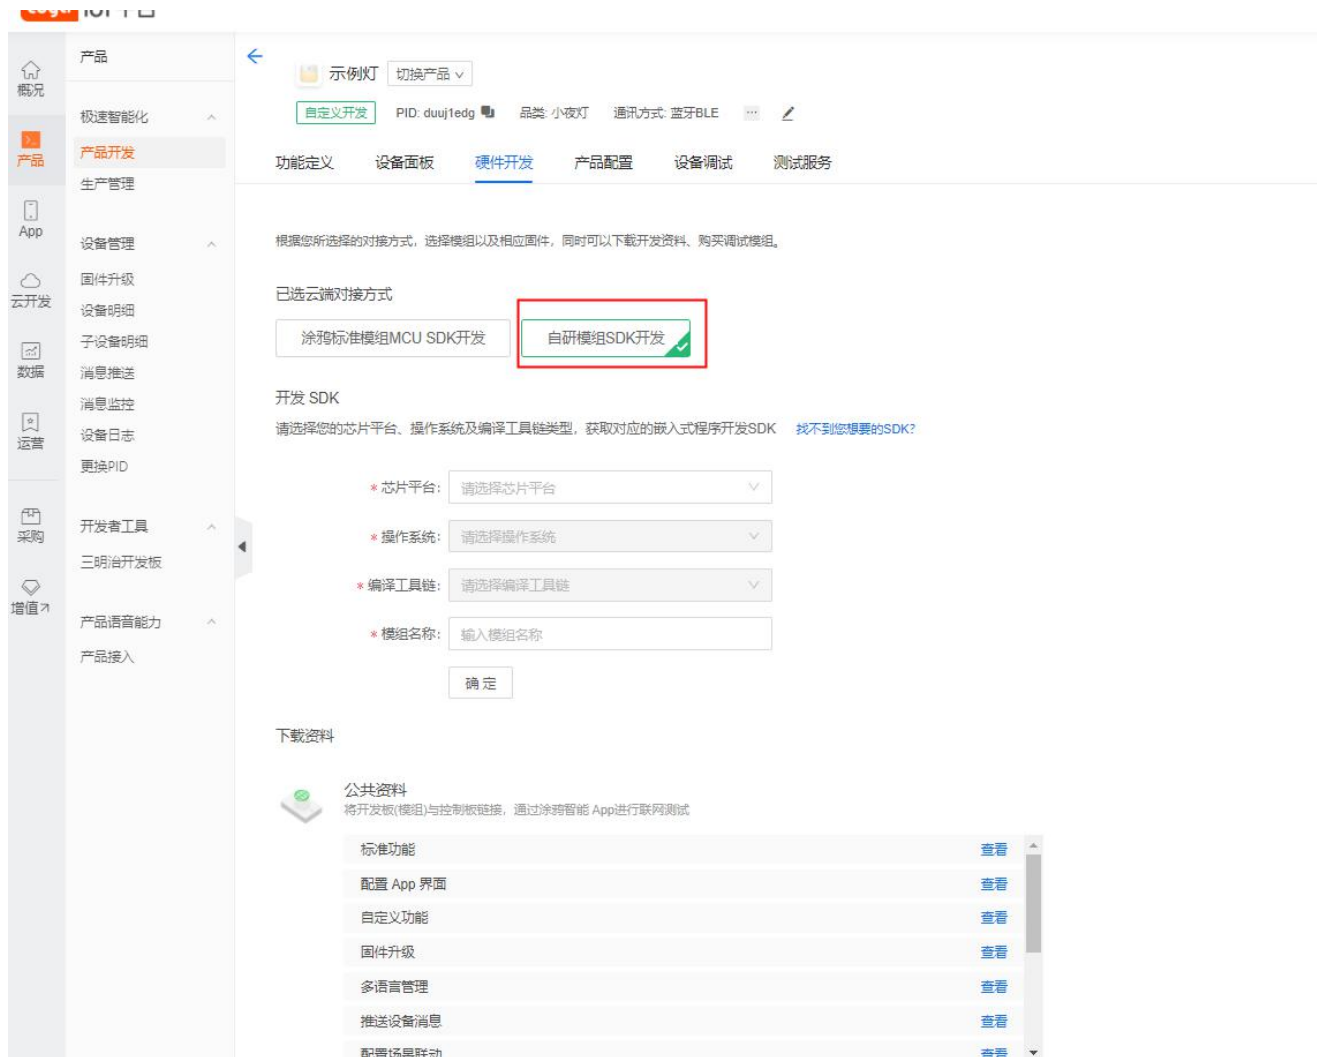 IOT 平台
概况
产品
App
云开发
数据
运营
采购
增值
产品
极速智能化
产品开发
生产管理
设备管理
固件升级
设备明细
子设备明细
消息推送
消息监控
设备日志
更换PID
开发者工具
三明治开发板
产品语音能力
产品接入
示例灯 切换产品
自定义开发 PID: duuj1edg 品类: 小夜灯 通讯方式: 蓝牙BLE ...
功能定义 设备面板 硬件开发 产品配置 设备调试 测试服务
根据您所选择的对接方式，选择模组以及相应固件，同时可以下载开发资料、购买调试模组。
已选云端对接方式
涂鸦标准模组MCU SDK开发 自研模组SDK开发
开发 SDK
请选择您的芯片平台、操作系统及编译工具链类型，获取对应的嵌入式程序开发SDK 找不到您想要的SDK?
* 芯片平台: 请选择芯片平台
* 操作系统: 请选择操作系统
* 编译工具链: 请选择编译工具链
* 模组名称: 输入模组名称
确 定
下载资料
公共资料
将开发板(模组)与控制板链接，通过涂鸦智能 App进行联网测试
标准功能 查看
配置 App 界面 查看
自定义功能 查看
固件升级 查看
多语言管理 查看
推送设备消息 查看
配置场景联动 查看